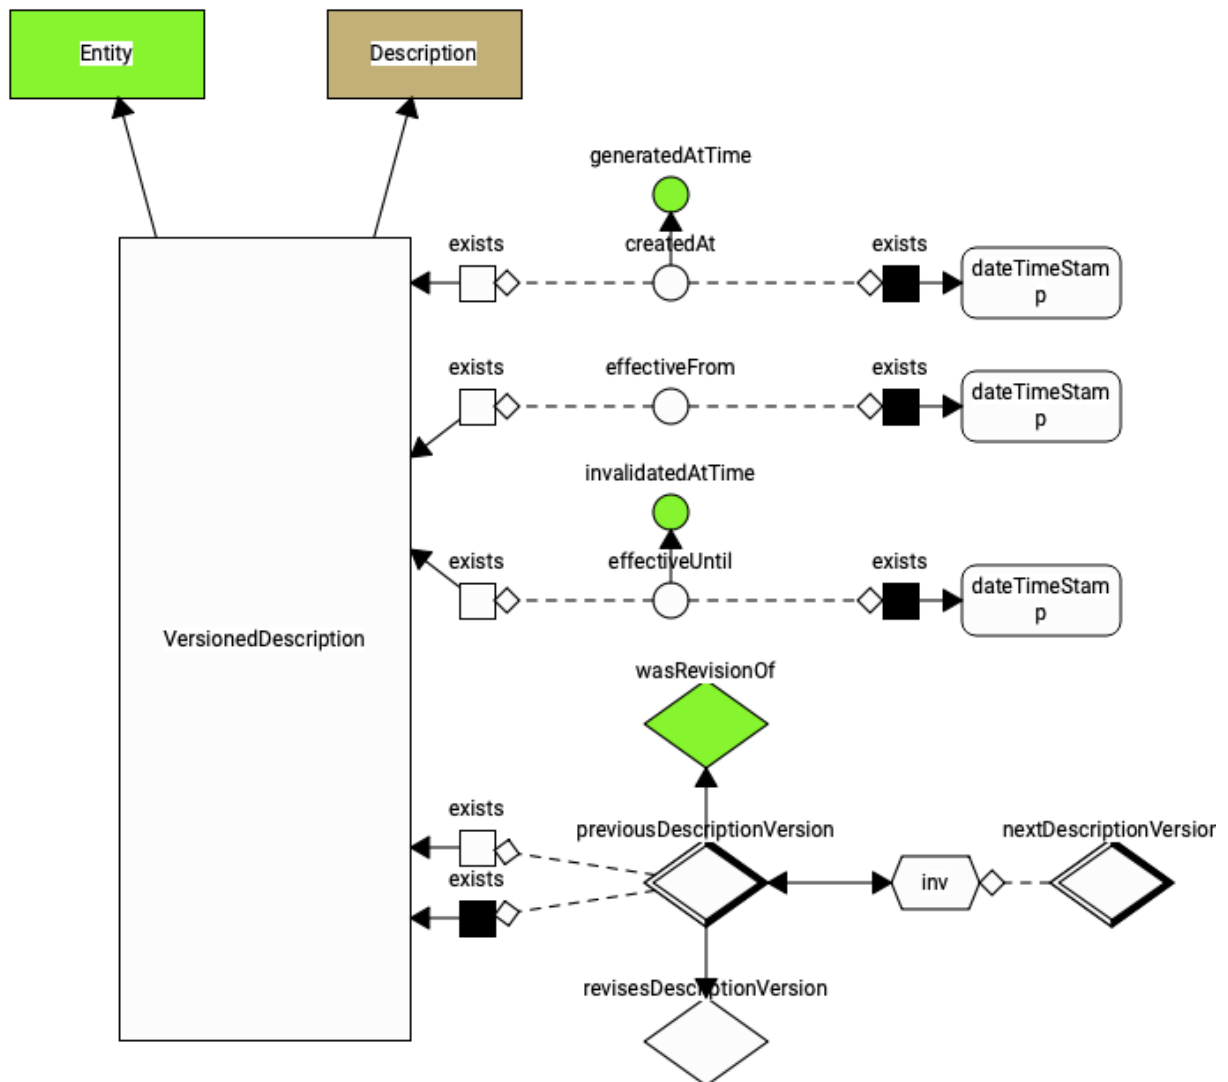 Entity
Description
generatedAtTime
exists
createdAt
exists
dateTimeStam
p
exists
effectiveFrom
exists
dateTimeStam
p
invalidatedAtTime
exists
effectiveUntil
exists
dateTimeStam
p
VersionedDescription
wasRevisionOf
exists
previousDescriptionVersion
nextDescriptionVersion
exists
inv
revisesDescriptionVersion